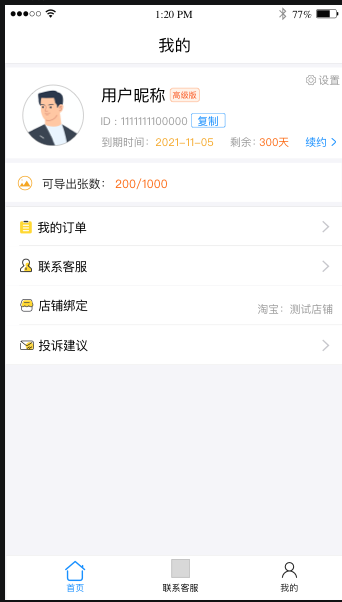 1:20 PM 77%
我的
设置
用户昵称 高级版
ID : 1111111100000 复制
到期时间： 2021-11-05 剩余: 300天 续约
可导出张数： 200/1000
我的订单
联系客服
店铺绑定 淘宝： 测试店铺
投诉建议
首页 联系客服 我的